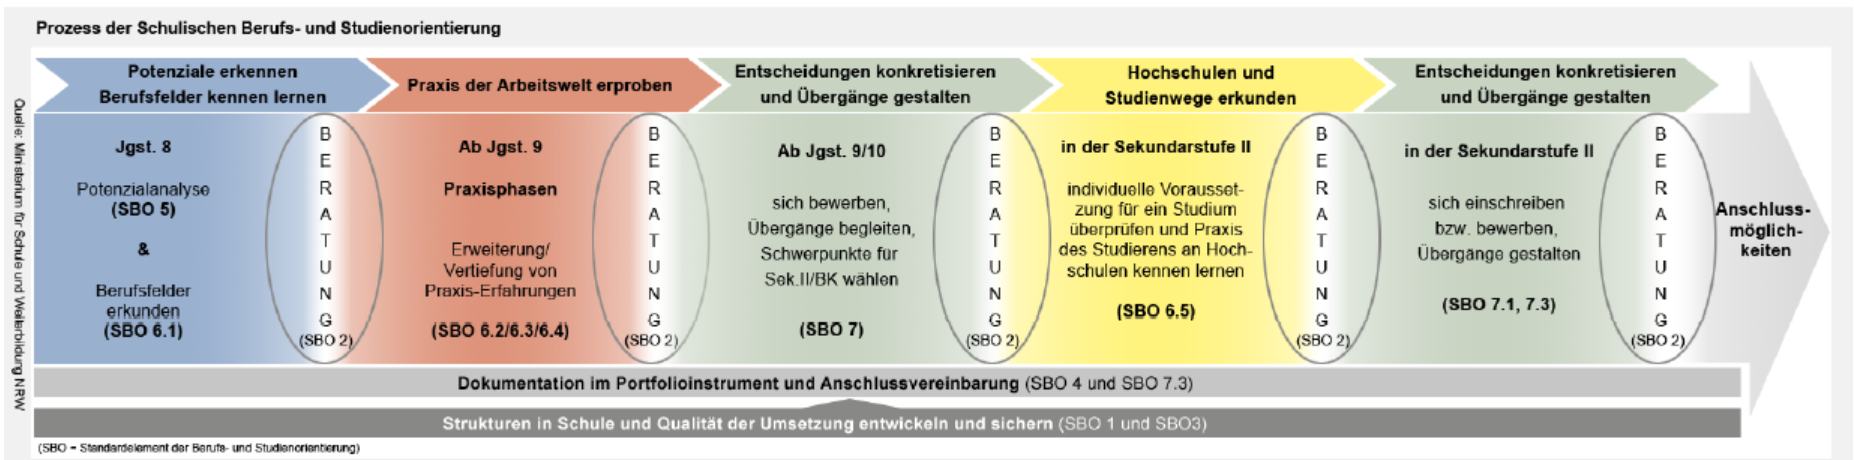 Prozess der Schulischen Berufs- und Studienorientierung
Quelle: Ministerium für Schule und Weiterbildung NRW
Potenziale erkennen
Berufsfelder kennen lernen
Jgst. 8
Potenzialanalyse
(SBO 5)
&
Berufsfelder
erkunden
(SBO 6.1)
BERATUNG
(SBO 2)
Praxis der Arbeitswelt erproben
Ab Jgst. 9
Praxisphasen
Erweiterung/
Vertiefung von
Praxis-Erfahrungen
(SBO 6.2/6.3/6.4)
BERATUNG
(SBO 2)
Entscheidungen konkretisieren
und Übergänge gestalten
Ab Jgst. 9/10
sich bewerben,
Übergänge begleiten,
Schwerpunkte für
Sek.II/BK wählen
(SBO 7)
BERATUNG
(SBO 2)
Hochschulen und
Studienwege erkunden
in der Sekundarstufe II
individuelle Vorausset-
zung für ein Studium
überprüfen und Praxis
des Studierens an Hoch-
schulen kennen lernen
(SBO 6.5)
BERATUNG
(SBO 2)
Entscheidungen konkretisieren
und Übergänge gestalten
in der Sekundarstufe II
sich einschreiben
bzw. bewerben,
Übergänge gestalten
(SBO 7.1, 7.3)
BERATUNG
(SBO 2)
Anschluss-
möglich-
keiten
Dokumentation im Portfolioinstrument und Anschlussvereinbarung (SBO 4 und SBO 7.3)
Strukturen in Schule und Qualität der Umsetzung entwickeln und sichern (SBO 1 und SBO3)
(SBO = Standardelement der Berufs- und Studienorientierung)